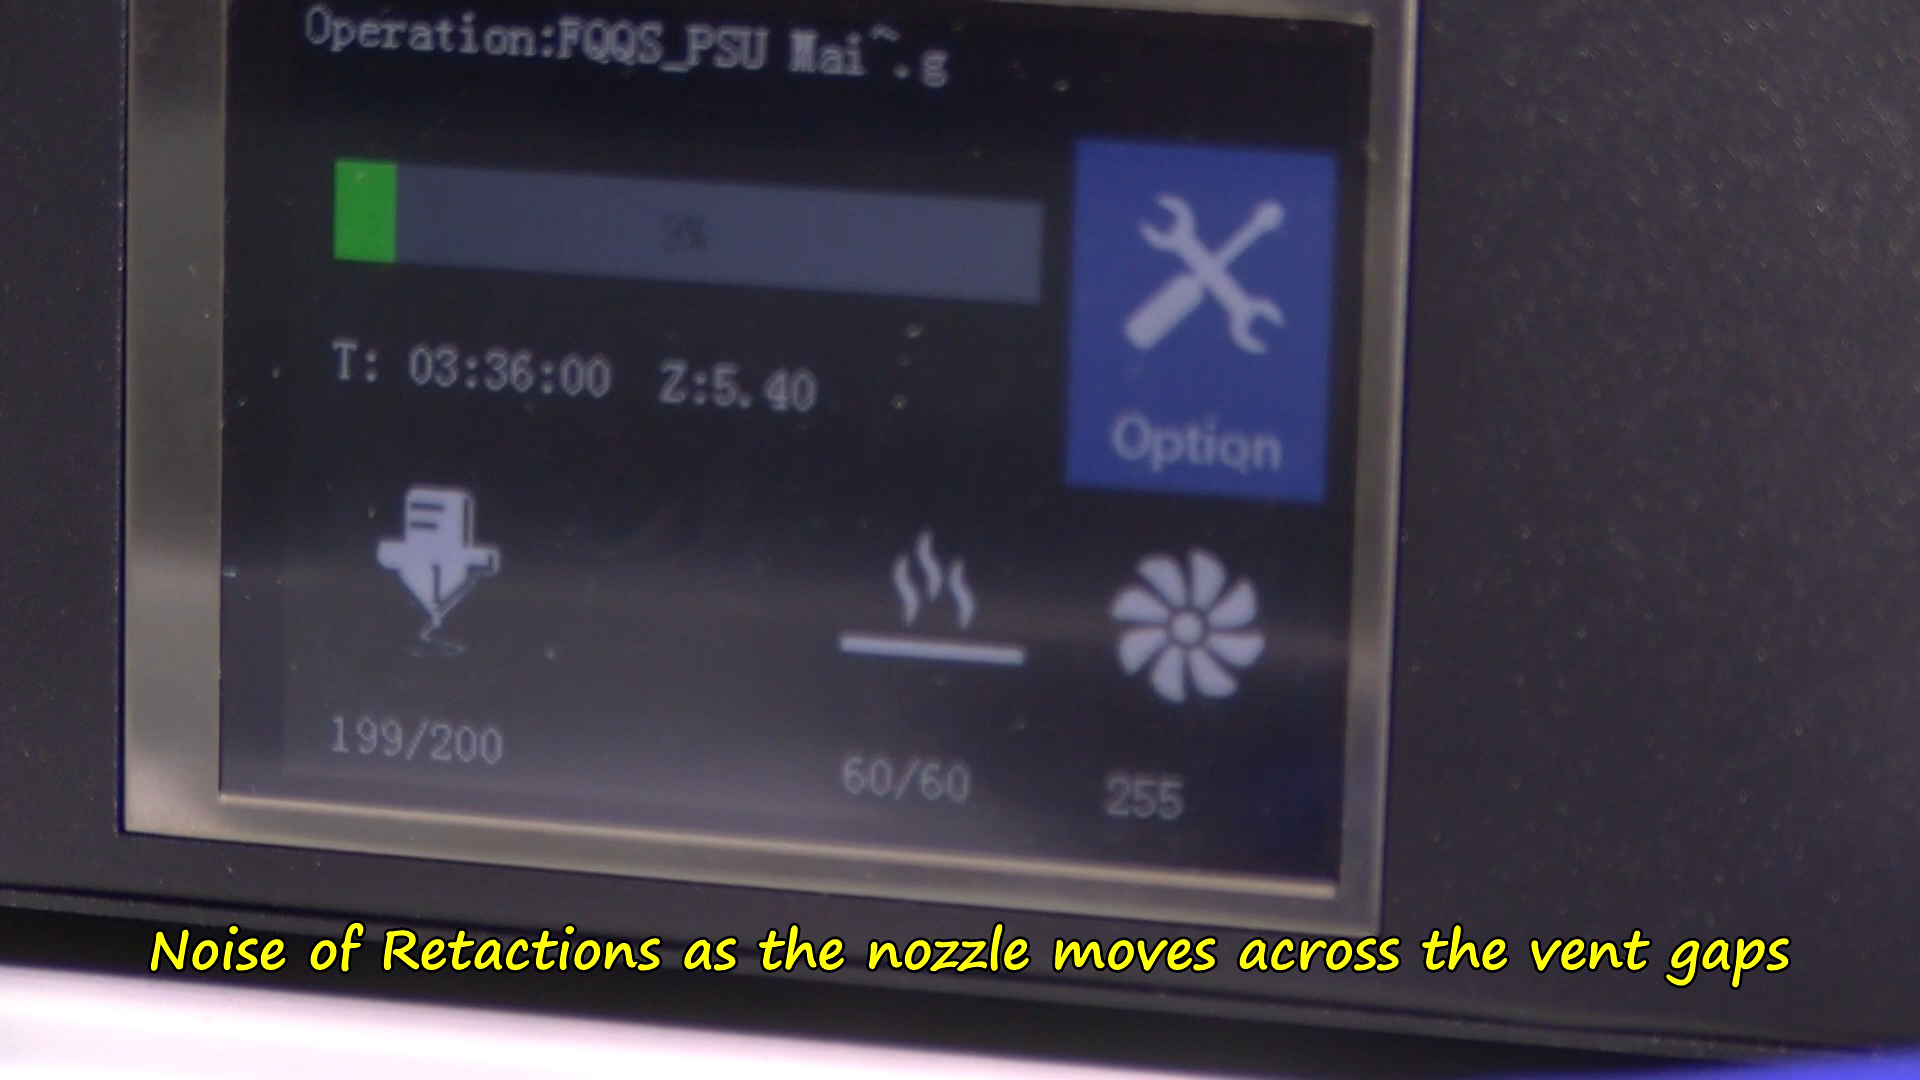 Operation:FQQS_PSU Mai~.g
9%
T: 03:36:00 Z:5.40
Option
199/200
60/60
255
Noise of Retactions as the nozzle moves across the vent gaps